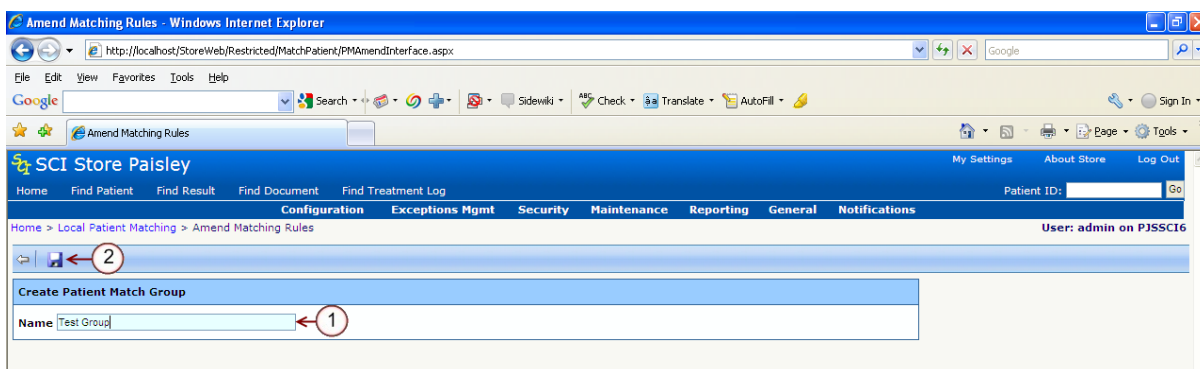 Amend Matching Rules - Windows Internet Explorer
http://localhost/StoreWeb/Restricted/MatchPatient/PMAmendInterface.aspx
Google
File Edit View Favorites Tools Help
Google Search Sidewiki ABC Check aa Translate AutoFill Sign In
Amend Matching Rules Page Tools
SCI SCI Store Paisley My Settings About Store Log Out
Home Find Patient Find Result Find Document Find Treatment Log Patient ID: Go
Configuration Exceptions Mgmt Security Maintenance Reporting General Notifications
Home > Local Patient Matching > Amend Matching Rules User: admin on PJSSCI6
2
Create Patient Match Group
Name Test Group 1